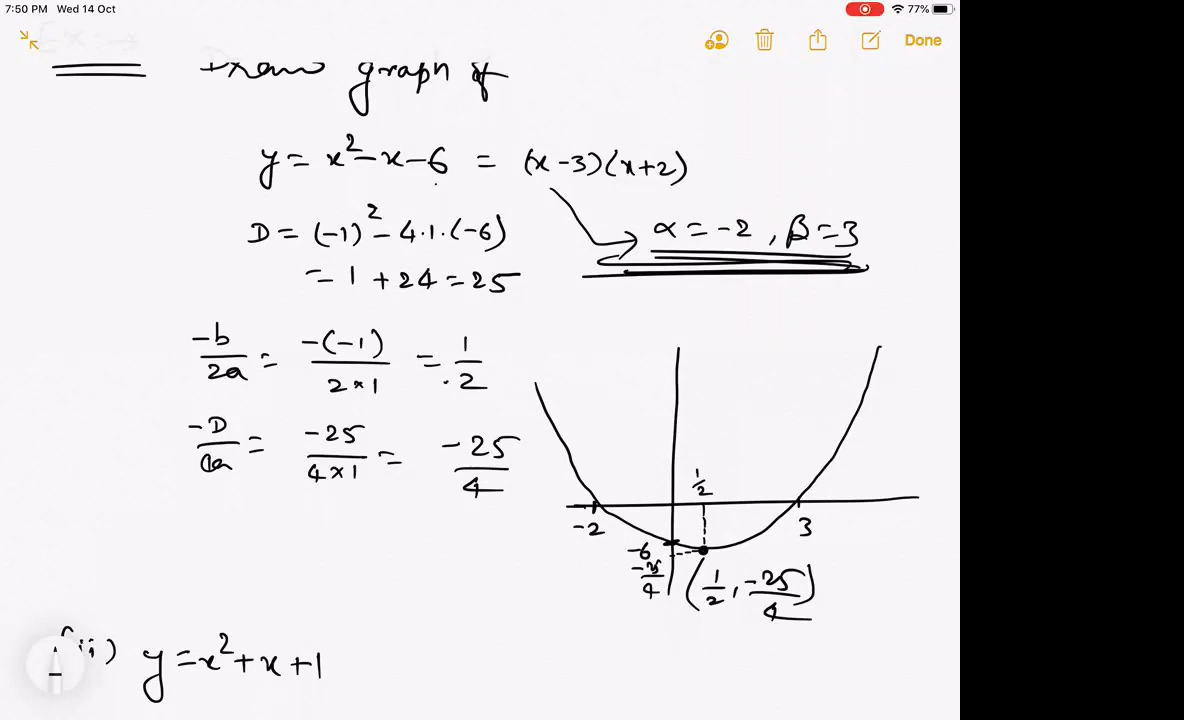 7:50 PM Wed 14 Oct
77%
Done
Draw graph of
y = x² - x - 6 = (x - 3)(x + 2)
D = (-1)² - 4·1·(-6)
= 1 + 24 = 25
α = -2 , β = 3
-b/2a = -(-1)/2×1 = 1/2
-D/4a = -25/4×1 = -25/4
1/2
-2
3
-6
-25/4
(1/2, -25/4)
(ii) y = x² + x + 1